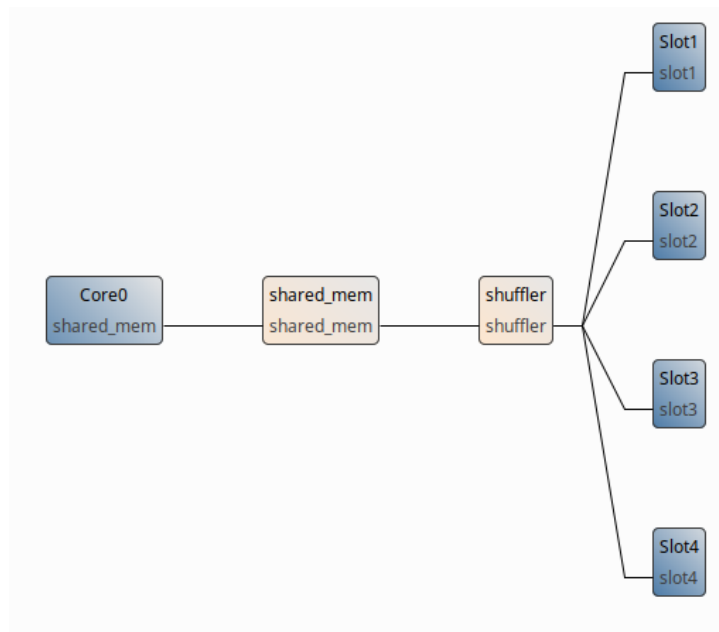 Slot1
slot1
Slot2
slot2
Core0
shared_mem
shared_mem
shared_mem
shuffler
shuffler
Slot3
slot3
Slot4
slot4